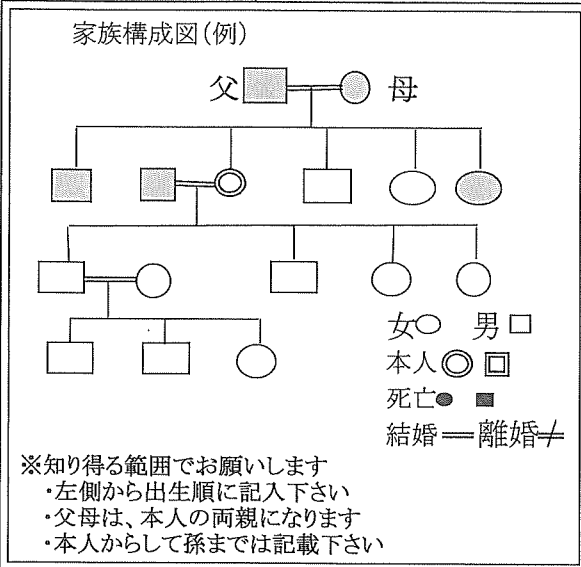 家族構成図(例)
父 母
女 男
本人
死亡
結婚 離婚
※知り得る範囲でお願いします
・左側から出生順に記入下さい
・父母は、本人の両親になります
・本人からして孫までは記載下さい